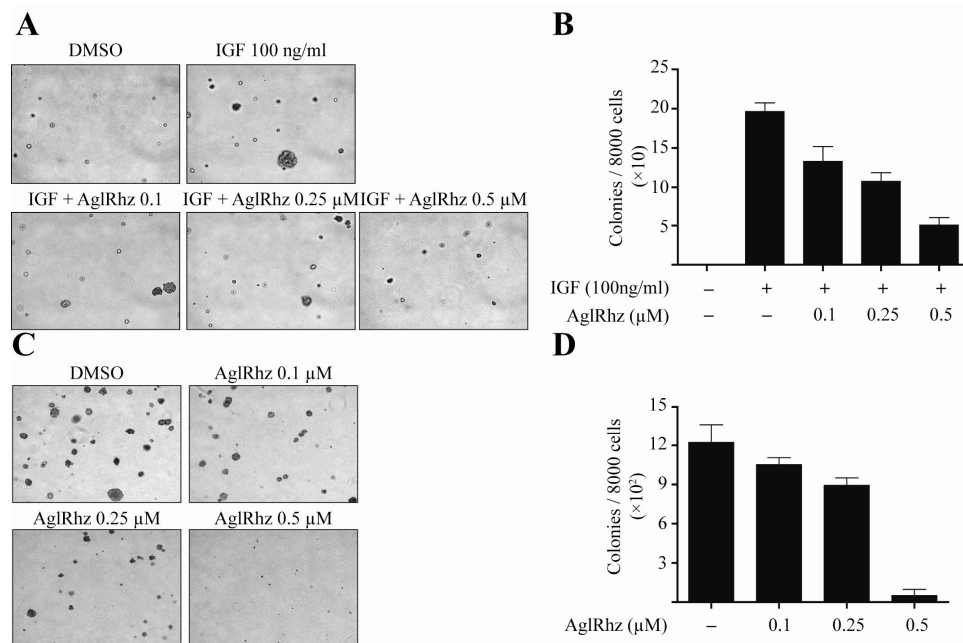 A
DMSO
IGF 100 ng/ml
IGF + AglRhz 0.1
IGF + AglRhz 0.25 µM
IGF + AglRhz 0.5 µM
B
Colonies / 8000 cells
(×10)
25
20
15
10
5
IGF (100ng/ml)
– + + + +
AglRhz (µM)
– – 0.1 0.25 0.5
C
DMSO
AglRhz 0.1 µM
AglRhz 0.25 µM
AglRhz 0.5 µM
D
Colonies / 8000 cells
(×10²)
15
12
9
6
3
AglRhz (µM)
– 0.1 0.25 0.5